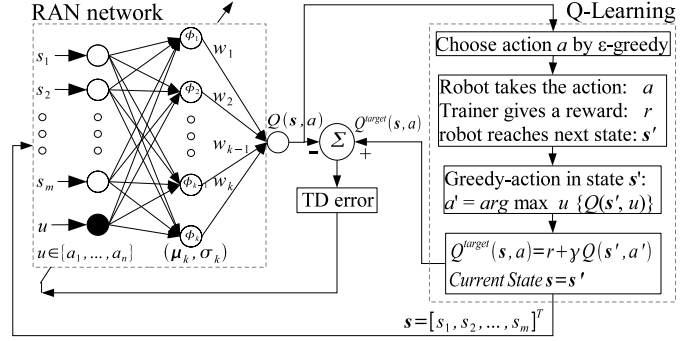 RAN network
Q-Learning
s₁
s₂
sₘ
u
u∈{a₁,...,aₙ}
ϕ₁
ϕ₂
ϕₖ₋₁
ϕₖ
(μₖ,σₖ)
w₁
w₂
wₖ₋₁
wₖ
Q(s,a)
Q^target(s,a)
Σ
-
+
TD error
Choose action a by ε-greedy
Robot takes the action: a
Trainer gives a reward: r
robot reaches next state: s'
Greedy-action in state s':
a'= arg max u {Q(s', u)}
Q^target(s,a)=r+γQ(s',a')
Current State s=s'
s=[s₁,s₂,...,sₘ]^T